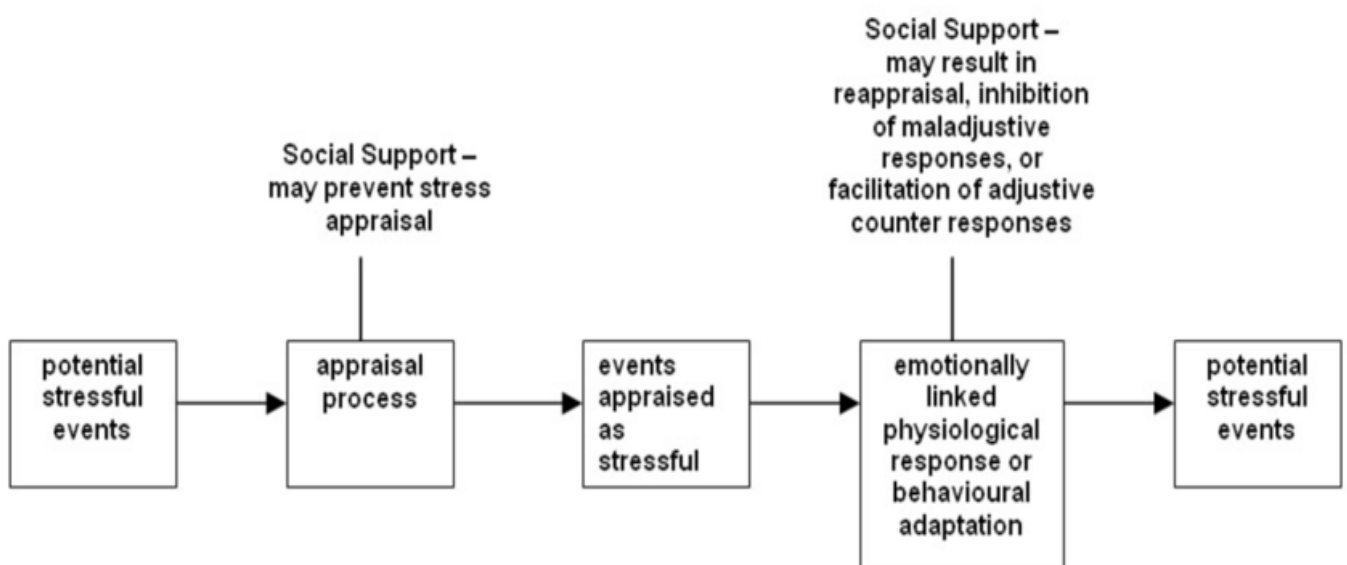 Social Support –
may result in
reappraisal, inhibition
of maladjustive
responses, or
facilitation of adjustive
counter responses
Social Support –
may prevent stress
appraisal
potential
stressful
events
appraisal
process
events
appraised
as
stressful
emotionally
linked
physiological
response or
behavioural
adaptation
potential
stressful
events